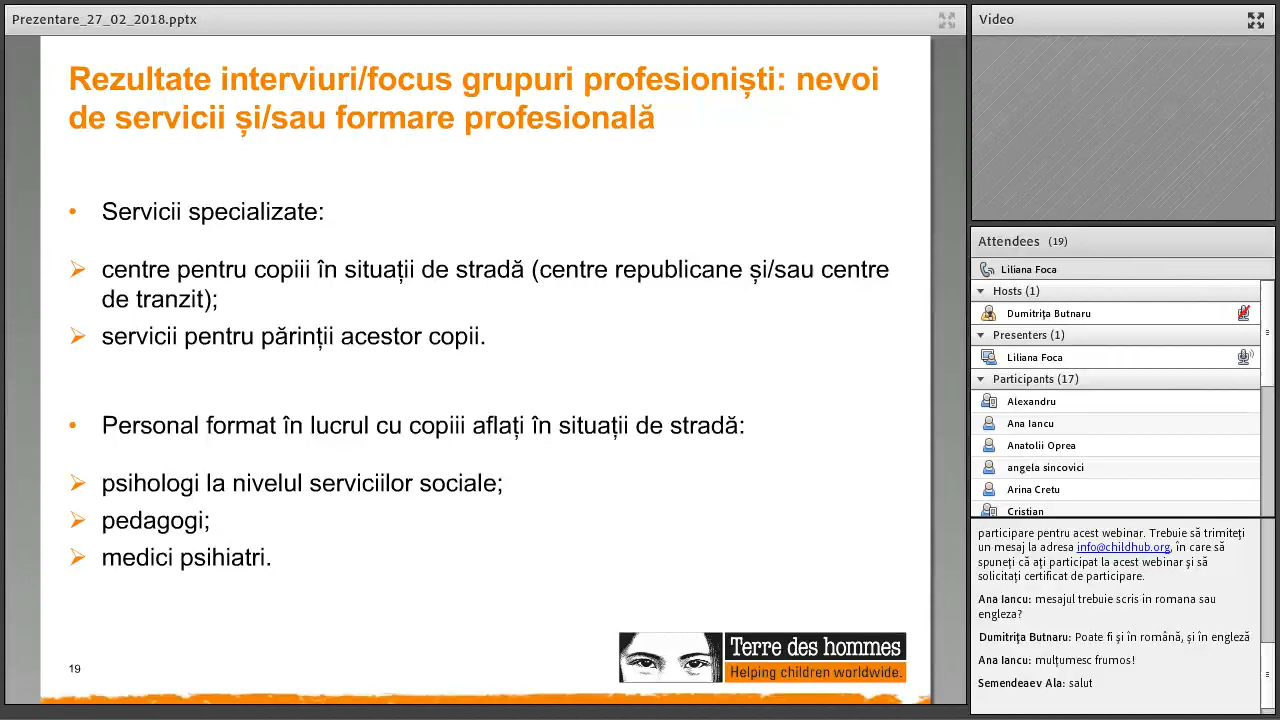 Prezentare_27_02_2018.pptx
Rezultate interviuri/focus grupuri profesioniști: nevoi
de servicii și/sau formare profesională
• Servicii specializate:
➢ centre pentru copiii în situații de stradă (centre republicane și/sau centre
de tranzit);
➢ servicii pentru părinții acestor copii.
• Personal format în lucrul cu copiii aflați în situații de stradă:
➢ psihologi la nivelul serviciilor sociale;
➢ pedagogi;
➢ medici psihiatri.
19
Terre des hommes
Helping children worldwide.
Video
Attendees (19)
Liliana Foca
Hosts (1)
Dumitrița Butnaru
Presenters (1)
Liliana Foca
Participants (17)
Alexandru
Ana Iancu
Anatolii Oprea
angela sincovici
Arina Cretu
Cristian
participare pentru acest webinar. Trebuie să trimiteți
un mesaj la adresa info@childhub.org, în care să
spuneți că ați participat la acest webinar și să
solicitați certificat de participare.
Ana Iancu: mesajul trebuie scris in romana sau
engleza?
Dumitrița Butnaru: Poate fi și în română, și în engleză
Ana Iancu: mulțumesc frumos!
Semendeaev Ala: salut